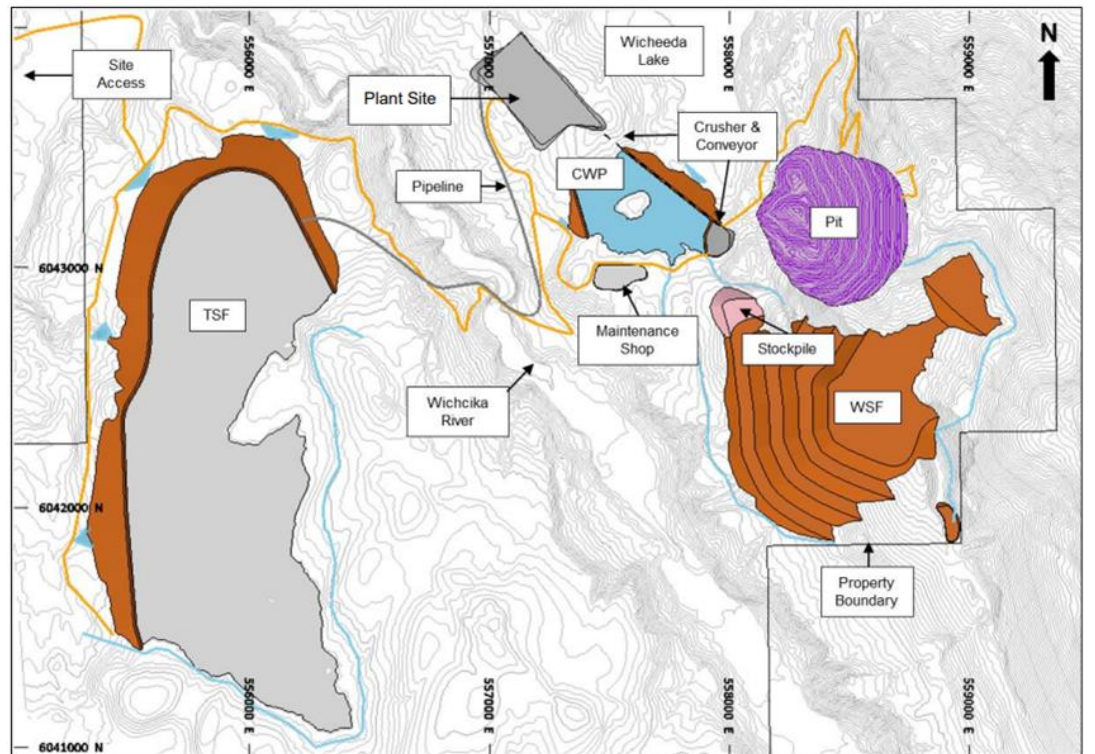 Site
Access
556000 E
557000 E
Wicheeda
Lake
558000 E
559000 E
N
Plant Site
Crusher &
Conveyor
CWP
Pipeline
Pit
6043000 N
TSF
Maintenance
Shop
Stockpile
Wichcika
River
WSF
6042000 N
Property
Boundary
556000 E
557000 E
558000 E
559000 E
6041000 N